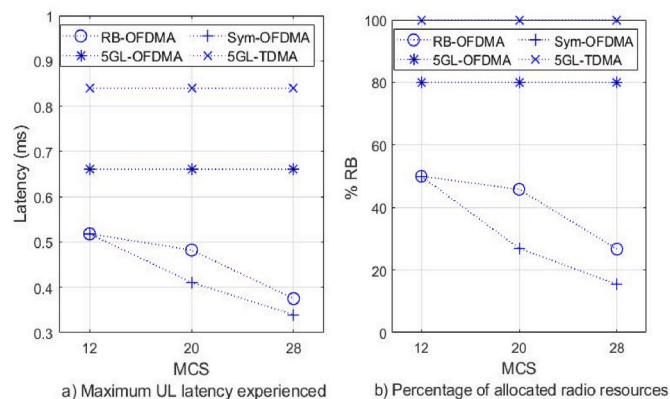 1
0.9
0.8
0.7
0.6
0.5
0.4
0.3
Latency (ms)
RB-OFDMA Sym-OFDMA
5GL-OFDMA 5GL-TDMA
12 20 28
MCS
a) Maximum UL latency experienced
100
80
60
40
20
0
% RB
RB-OFDMA Sym-OFDMA
5GL-OFDMA 5GL-TDMA
12 20 28
MCS
b) Percentage of allocated radio resources